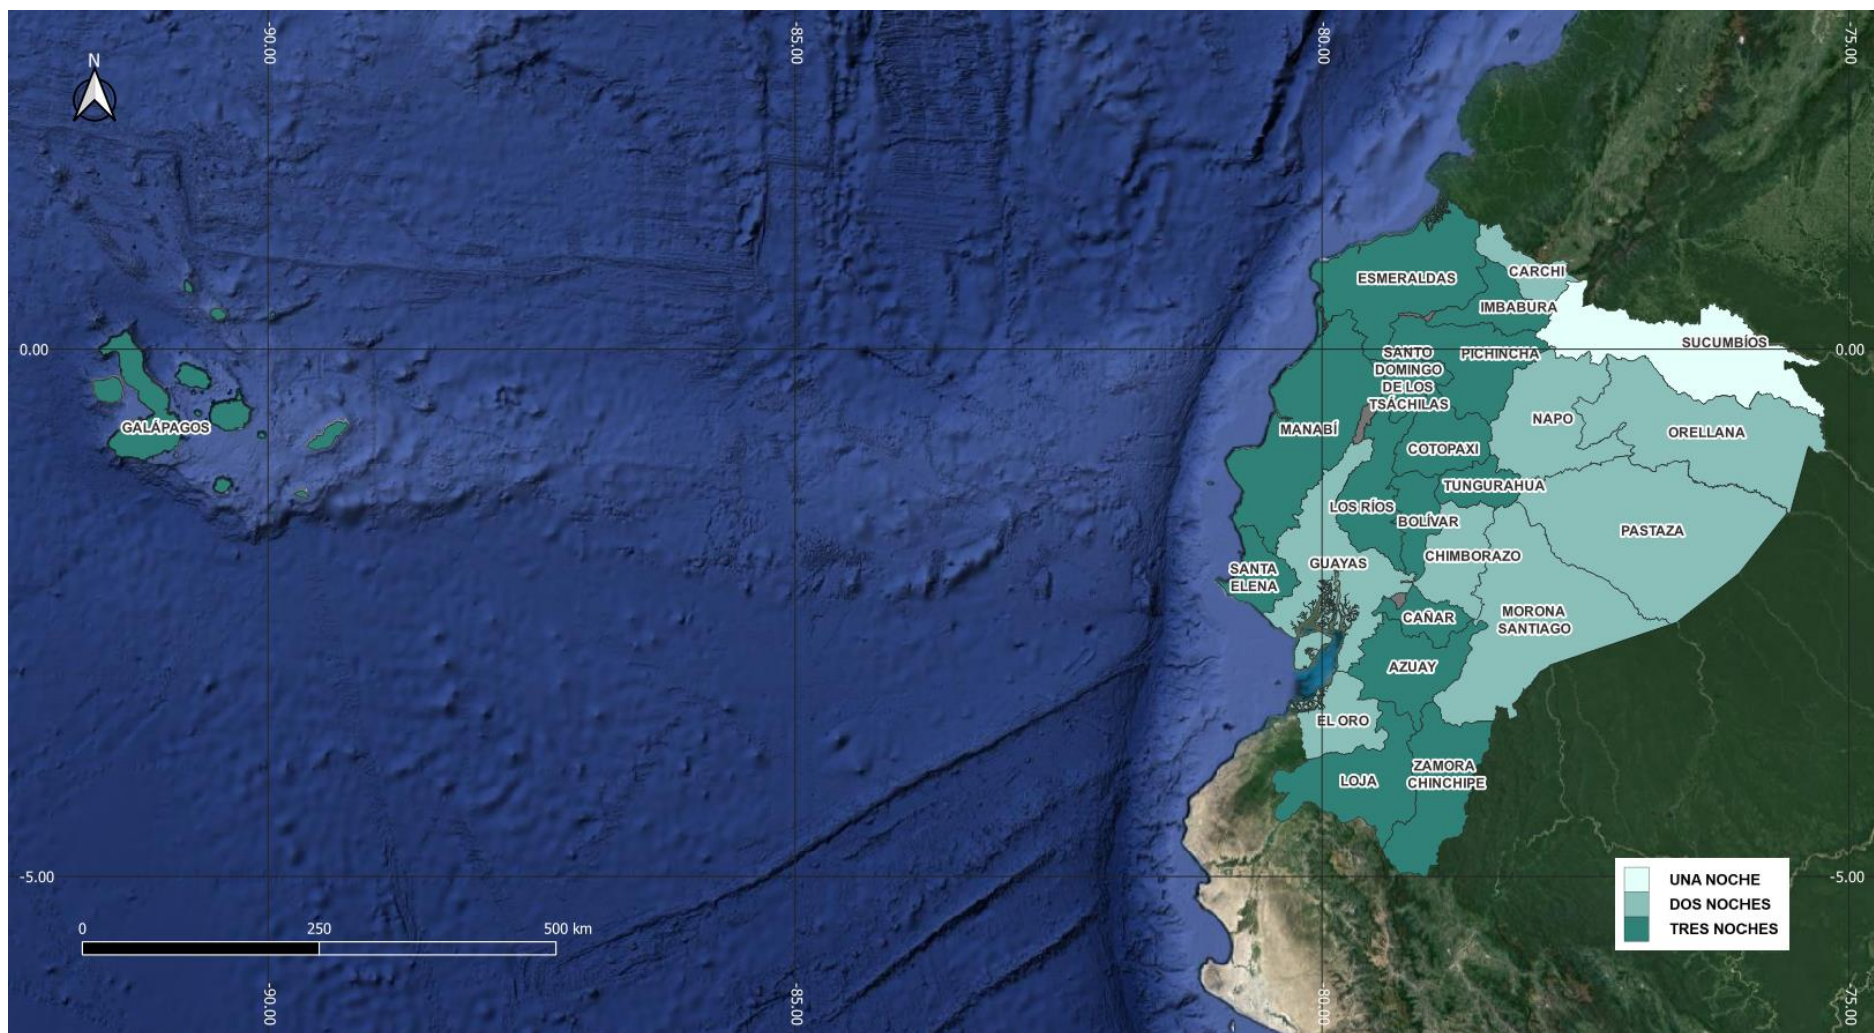 -90.00
-85.00
-80.00
-75.00
N
CARCHI
ESMERALDAS
IMBABURA
SUCUMBÍOS
0.00
0.00
SANTO
DOMINGO
DE LOS
TSÁCHILAS
PICHINCHA
GALÁPAGOS
MANABÍ
NAPO
ORELLANA
COTOPAXI
TUNGURAHUA
LOS RÍOS
BOLÍVAR
PASTAZA
CHIMBORAZO
GUAYAS
SANTA
ELENA
CAÑAR
MORONA
SANTIAGO
AZUAY
EL ORO
LOJA
ZAMORA
CHINCHIPE
-5.00
-5.00
UNA NOCHE
DOS NOCHES
TRES NOCHES
0
250
500 km
-90.00
-85.00
-80.00
-75.00